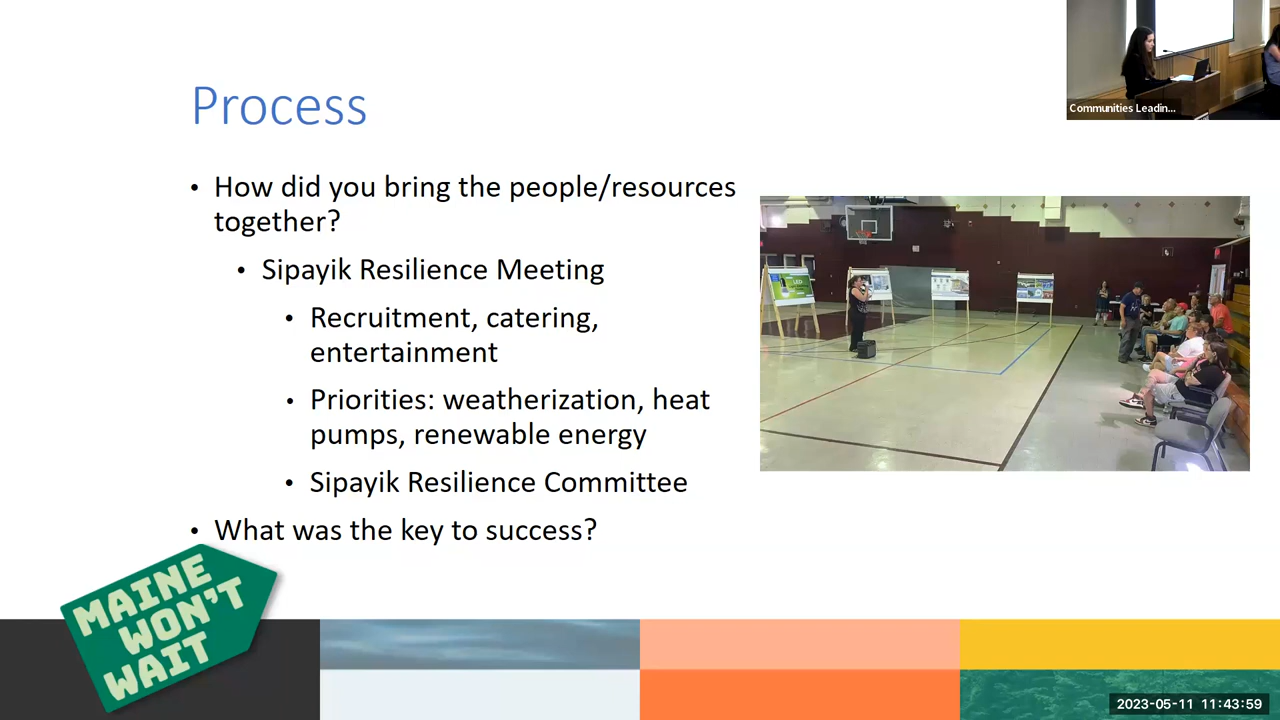 Communities Leadin...
Process
• How did you bring the people/resources
together?
• Sipayik Resilience Meeting
• Recruitment, catering,
entertainment
• Priorities: weatherization, heat
pumps, renewable energy
• Sipayik Resilience Committee
• What was the key to success?
MAINE
WON'T
WAIT
2023-05-11 11:43:59